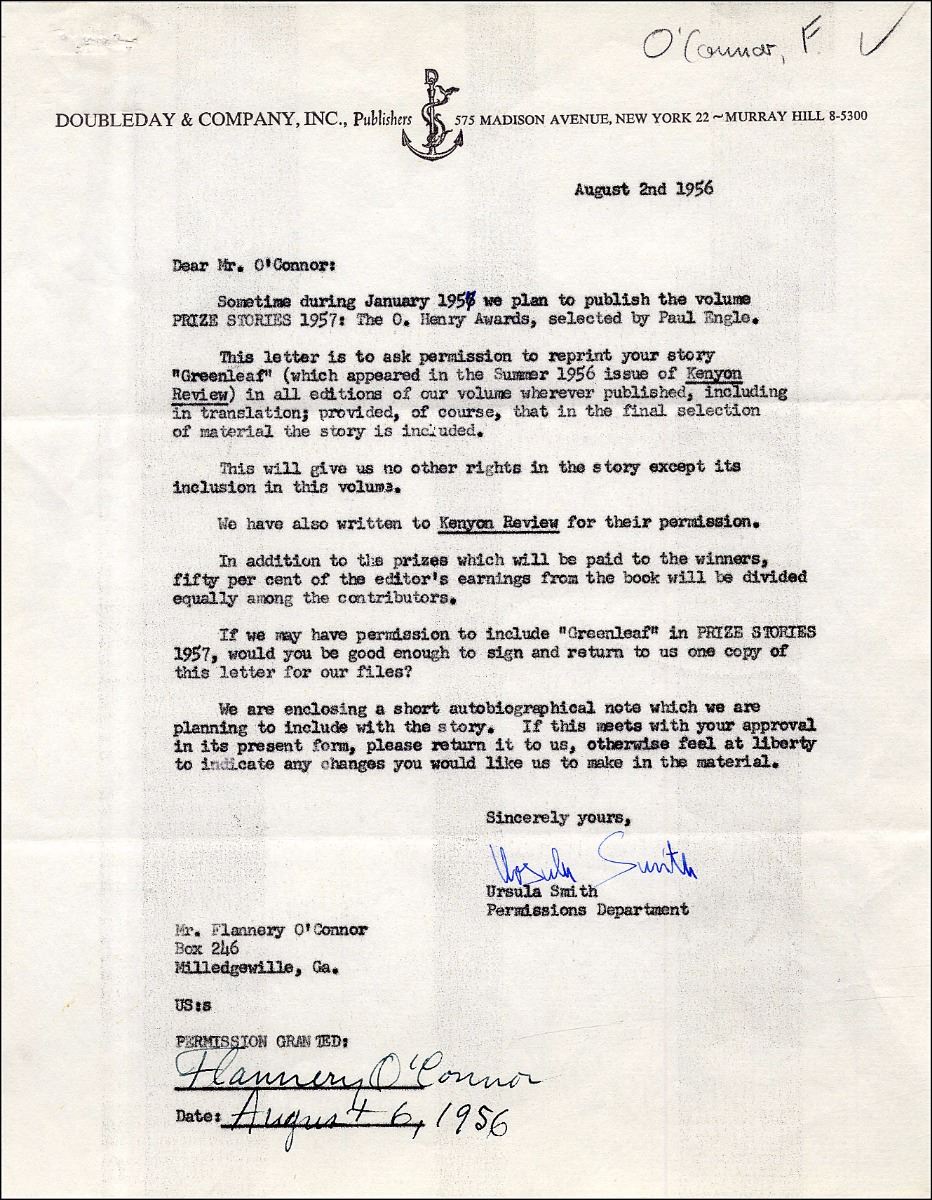 O'Connor, F. ✓
DOUBLEDAY & COMPANY, INC., Publishers D 575 MADISON AVENUE, NEW YORK 22 ~ MURRAY HILL 8-5300
August 2nd 1956
Dear Mr. O'Connor:
Sometime during January 1957 we plan to publish the volume
PRIZE STORIES 1957: The O. Henry Awards, selected by Paul Engle.
This letter is to ask permission to reprint your story
"Greenleaf" (which appeared in the Summer 1956 issue of Kenyon
Review) in all editions of our volume wherever published, including
in translation; provided, of course, that in the final selection
of material the story is included.
This will give us no other rights in the story except its
inclusion in this volume.
We have also written to Kenyon Review for their permission.
In addition to the prizes which will be paid to the winners,
fifty per cent of the editor's earnings from the book will be divided
equally among the contributors.
If we may have permission to include "Greenleaf" in PRIZE STORIES
1957, would you be good enough to sign and return to us one copy of
this letter for our files?
We are enclosing a short autobiographical note which we are
planning to include with the story. If this meets with your approval
in its present form, please return it to us, otherwise feel at liberty
to indicate any changes you would like us to make in the material.
Sincerely yours,
Ursula Smith
Ursula Smith
Permissions Department
Mr. Flannery O'Connor
Box 246
Milledgewille, Ga.
US:s
PERMISSION GRANTED:
Flannery O'Connor
Date: August 6, 1956